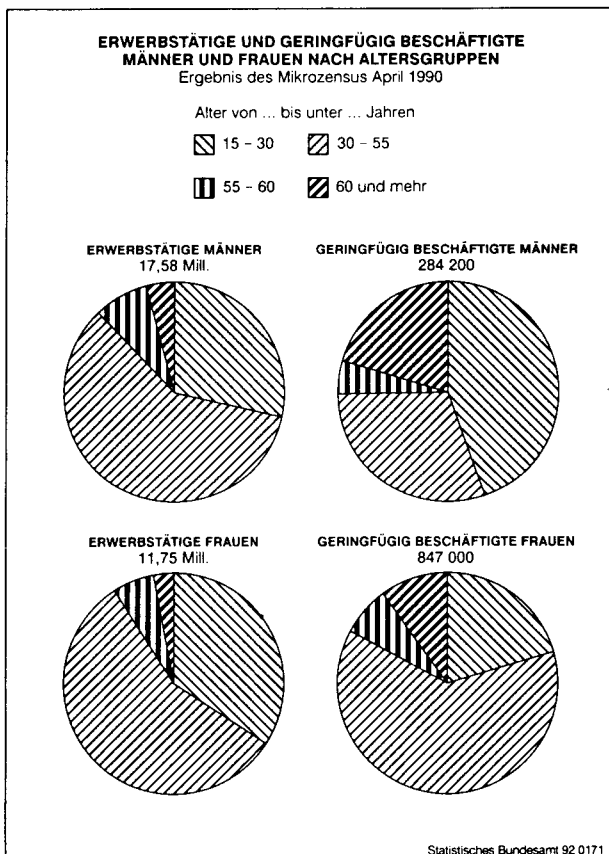 ERWERBSTÄTIGE UND GERINGFÜGIG BESCHÄFTIGTE
MÄNNER UND FRAUEN NACH ALTERSGRUPPEN
Ergebnis des Mikrozensus April 1990
Alter von ... bis unter ... Jahren
15 – 30
30 – 55
55 – 60
60 und mehr
ERWERBSTÄTIGE MÄNNER
17,58 Mill.
GERINGFÜGIG BESCHÄFTIGTE MÄNNER
284 200
ERWERBSTÄTIGE FRAUEN
11,75 Mill.
GERINGFÜGIG BESCHÄFTIGTE FRAUEN
847 000
Statistisches Bundesamt 92 0171